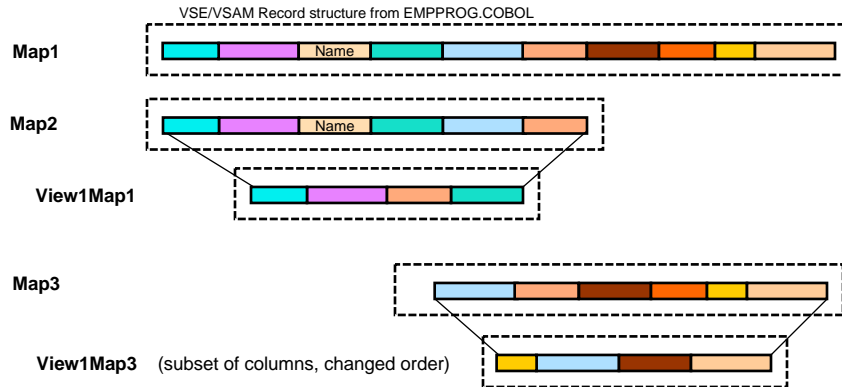 VSE/VSAM Record structure from EMPPROG.COBOL
Map1
Name
Map2
Name
View1Map1
Map3
View1Map3 (subset of columns, changed order)